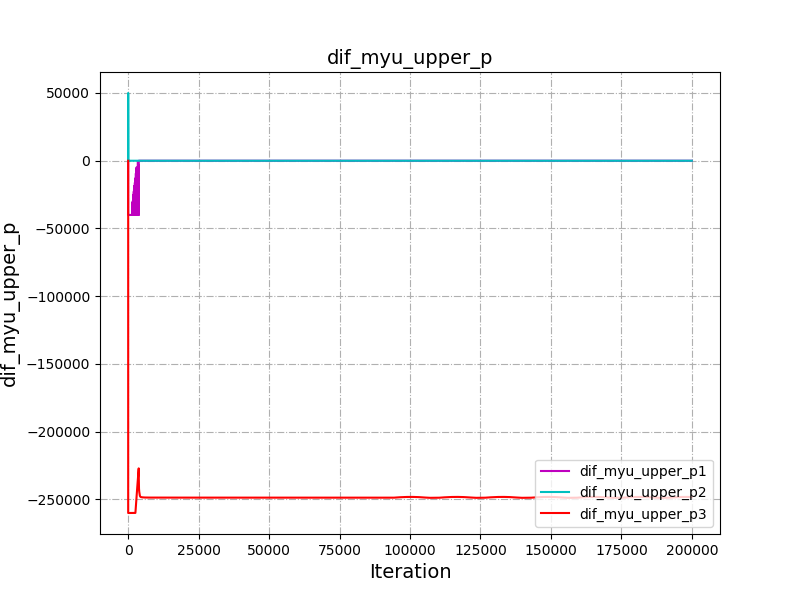 dif_myu_upper_p
dif_myu_upper_p
50000
0
−50000
−100000
−150000
−200000
−250000
dif_myu_upper_p1
dif_myu_upper_p2
dif_myu_upper_p3
0 25000 50000 75000 100000 125000 150000 175000 200000
Iteration